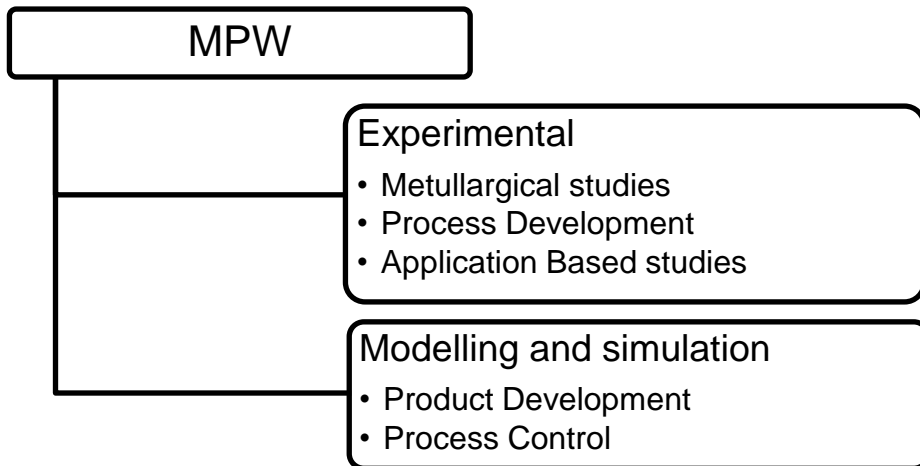 MPW
Experimental
• Metullargical studies
• Process Development
• Application Based studies
Modelling and simulation
• Product Development
• Process Control